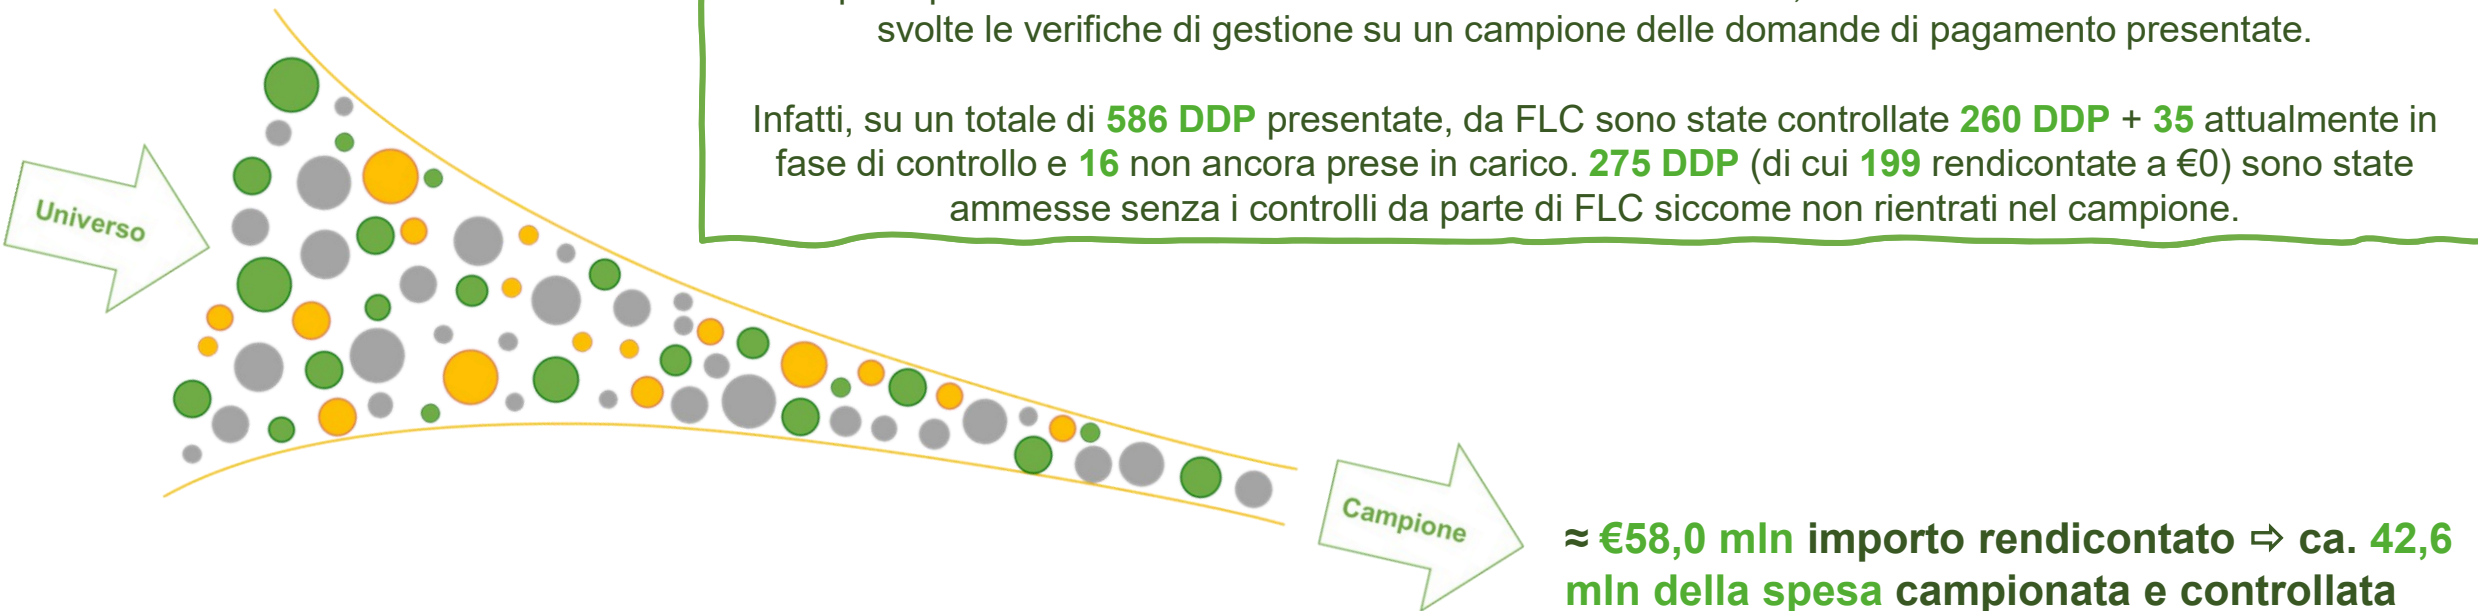 svolte le verifiche di gestione su un campione delle domande di pagamento presentate.
Infatti, su un totale di 586 DDP presentate, da FLC sono state controllate 260 DDP + 35 attualmente in
fase di controllo e 16 non ancora prese in carico. 275 DDP (di cui 199 rendicontate a €0) sono state
ammesse senza i controlli da parte di FLC siccome non rientrati nel campione.
Universo
Campione
≈ €58,0 mln importo rendicontato ⇨ ca. 42,6
mln della spesa campionata e controllata